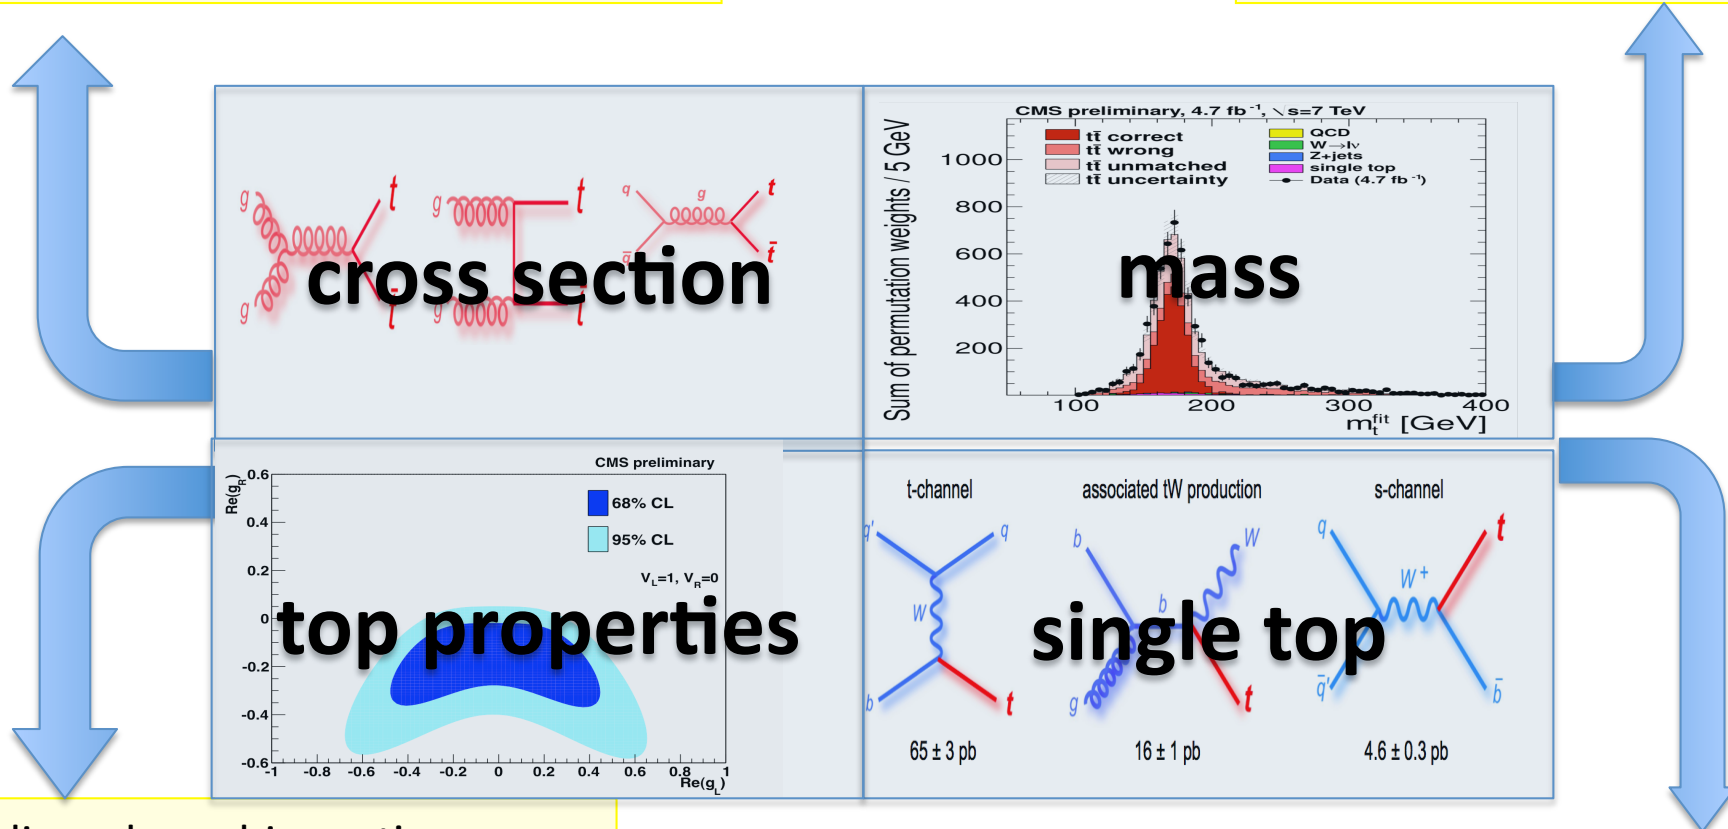 g
t
g
t̄
g
t
g
t̄
q
g
t
q̄
t̄
cross section
CMS preliminary, 4.7 fb⁻¹, √s=7 TeV
Sum of permutation weights / 5 GeV
tt̄ correct
tt̄ wrong
tt̄ unmatched
tt̄ uncertainty
QCD
W→lν
Z+jets
single top
Data (4.7 fb⁻¹)
1000
800
600
400
200
100 200 300 400
mₜᶠⁱᵗ [GeV]
mass
CMS preliminary
Re(g_R)
68% CL
95% CL
V_L=1, V_R=0
0.6
0.4
0.2
0
-0.2
-0.4
-0.6
-1 -0.8 -0.6 -0.4 -0.2 0 0.2 0.4 0.6 0.8 1
Re(g_L)
top properties
t-channel
q'
q
W
b
t
65 ± 3 pb
associated tW production
b
W
b
g
t
16 ± 1 pb
s-channel
q
t
W⁺
q̄'
b̄
4.6 ± 0.3 pb
single top